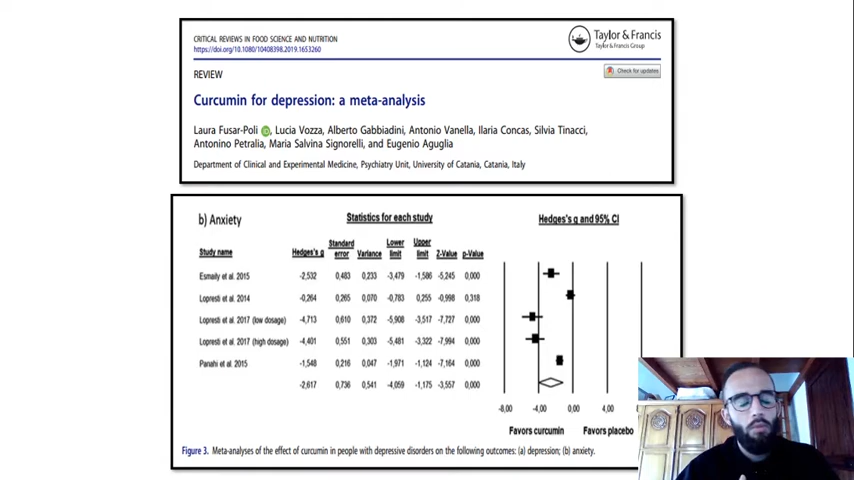 CRITICAL REVIEWS IN FOOD SCIENCE AND NUTRITION
https://doi.org/10.1080/10408398.2019.1653260
Taylor & Francis
Taylor & Francis Group
REVIEW
Check for updates
Curcumin for depression: a meta-analysis
Laura Fusar-Poli iD, Lucia Vozza, Alberto Gabbiadini, Antonio Vanella, Ilaria Concas, Silvia Tinacci,
Antonino Petralia, Maria Salvina Signorelli, and Eugenio Aguglia
Department of Clinical and Experimental Medicine, Psychiatry Unit, University of Catania, Catania, Italy
b) Anxiety
Statistics for each study
Hedges's g and 95% CI
Study name Hedges's g Standard error Variance Lower limit Upper limit Z-Value p-Value
Esmaily et al. 2015 -2,532 0,483 0,233 -3,479 -1,586 -5,245 0,000
Lopresti et al. 2014 -0,264 0,265 0,070 -0,783 0,255 -0,998 0,318
Lopresti et al. 2017 (low dosage) -4,713 0,610 0,372 -5,908 -3,517 -7,727 0,000
Lopresti et al. 2017 (high dosage) -4,401 0,551 0,303 -5,481 -3,322 -7,994 0,000
Panahi et al. 2015 -1,548 0,216 0,047 -1,971 -1,124 -7,164 0,000
-2,617 0,736 0,541 -4,059 -1,175 -3,557 0,000
-8,00 -4,00 0,00 4,00
Favors curcumin Favors placebo
Figure 3. Meta-analyses of the effect of curcumin in people with depressive disorders on the following outcomes: (a) depression; (b) anxiety.